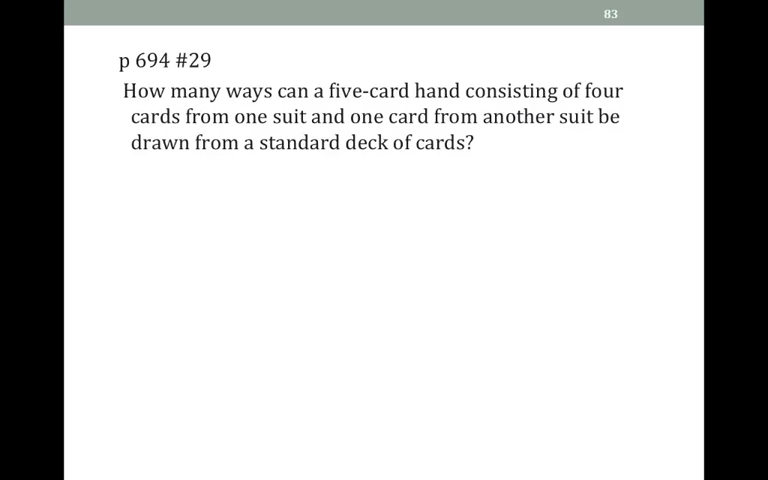 83
p 694 #29
How many ways can a five-card hand consisting of four
cards from one suit and one card from another suit be
drawn from a standard deck of cards?